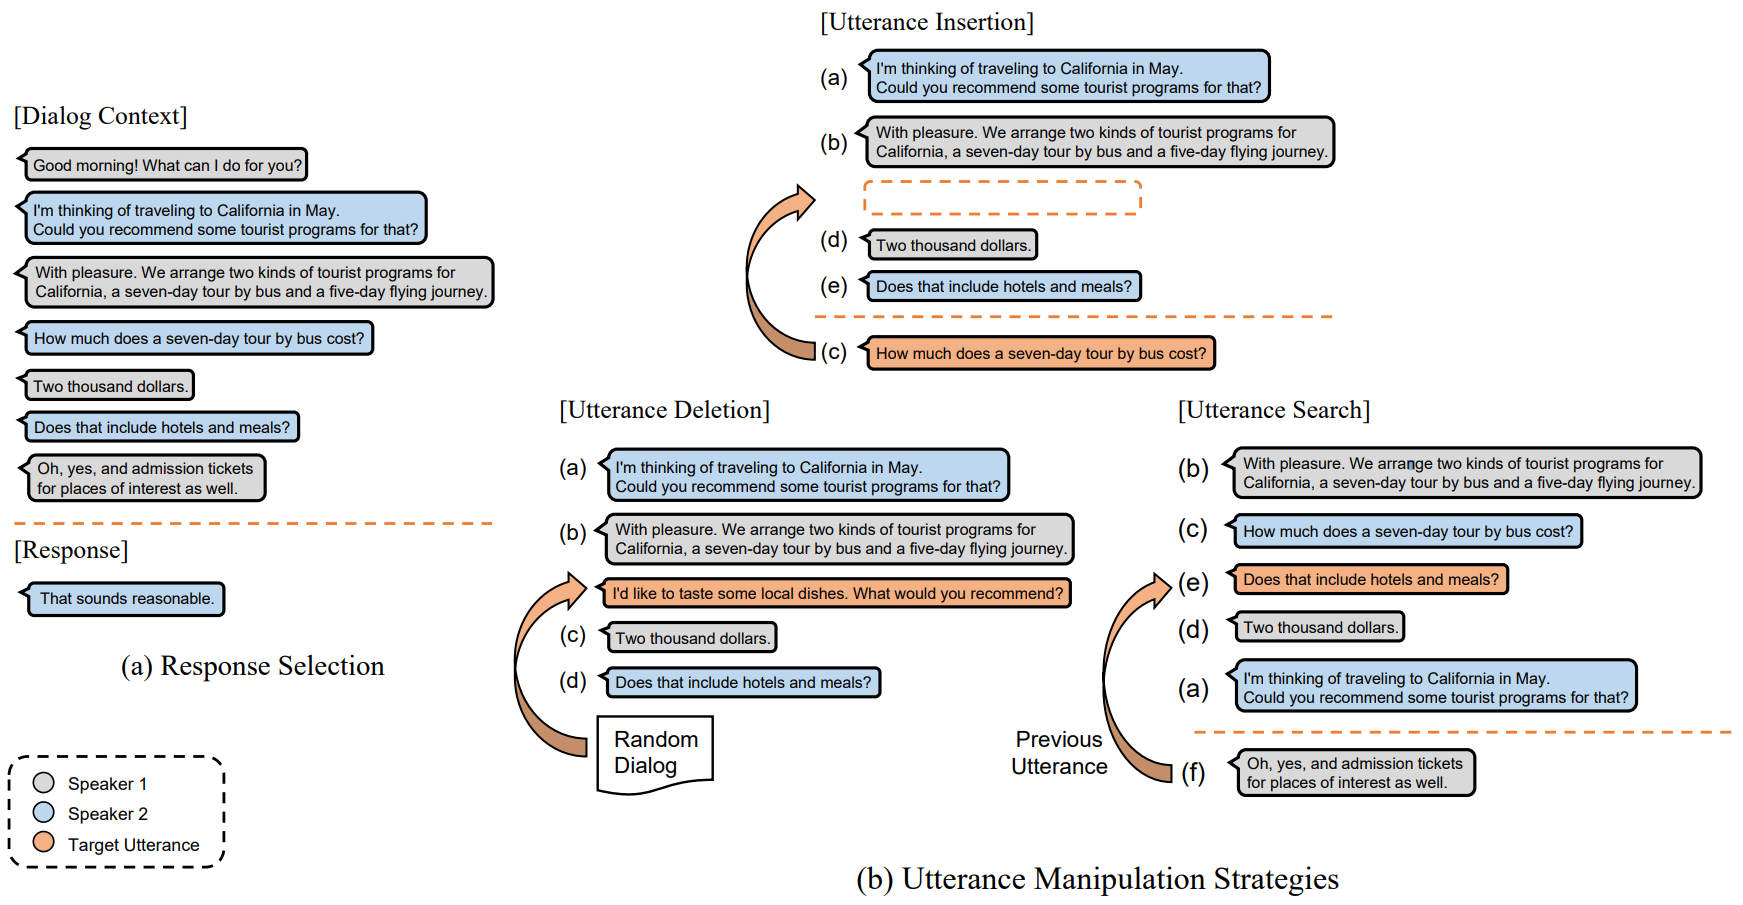 [Dialog Context]
Good morning! What can I do for you?
I'm thinking of traveling to California in May.
Could you recommend some tourist programs for that?
With pleasure. We arrange two kinds of tourist programs for
California, a seven-day tour by bus and a five-day flying journey.
How much does a seven-day tour by bus cost?
Two thousand dollars.
Does that include hotels and meals?
Oh, yes, and admission tickets
for places of interest as well.
[Response]
That sounds reasonable.
(a) Response Selection
Speaker 1
Speaker 2
Target Utterance
[Utterance Insertion]
(a) I'm thinking of traveling to California in May.
Could you recommend some tourist programs for that?
(b) With pleasure. We arrange two kinds of tourist programs for
California, a seven-day tour by bus and a five-day flying journey.
(d) Two thousand dollars.
(e) Does that include hotels and meals?
(c) How much does a seven-day tour by bus cost?
[Utterance Deletion]
(a) I'm thinking of traveling to California in May.
Could you recommend some tourist programs for that?
(b) With pleasure. We arrange two kinds of tourist programs for
California, a seven-day tour by bus and a five-day flying journey.
I'd like to taste some local dishes. What would you recommend?
(c) Two thousand dollars.
(d) Does that include hotels and meals?
Random
Dialog
[Utterance Search]
(b) With pleasure. We arrange two kinds of tourist programs for
California, a seven-day tour by bus and a five-day flying journey.
(c) How much does a seven-day tour by bus cost?
(e) Does that include hotels and meals?
(d) Two thousand dollars.
(a) I'm thinking of traveling to California in May.
Could you recommend some tourist programs for that?
Previous
Utterance
(f) Oh, yes, and admission tickets
for places of interest as well.
(b) Utterance Manipulation Strategies